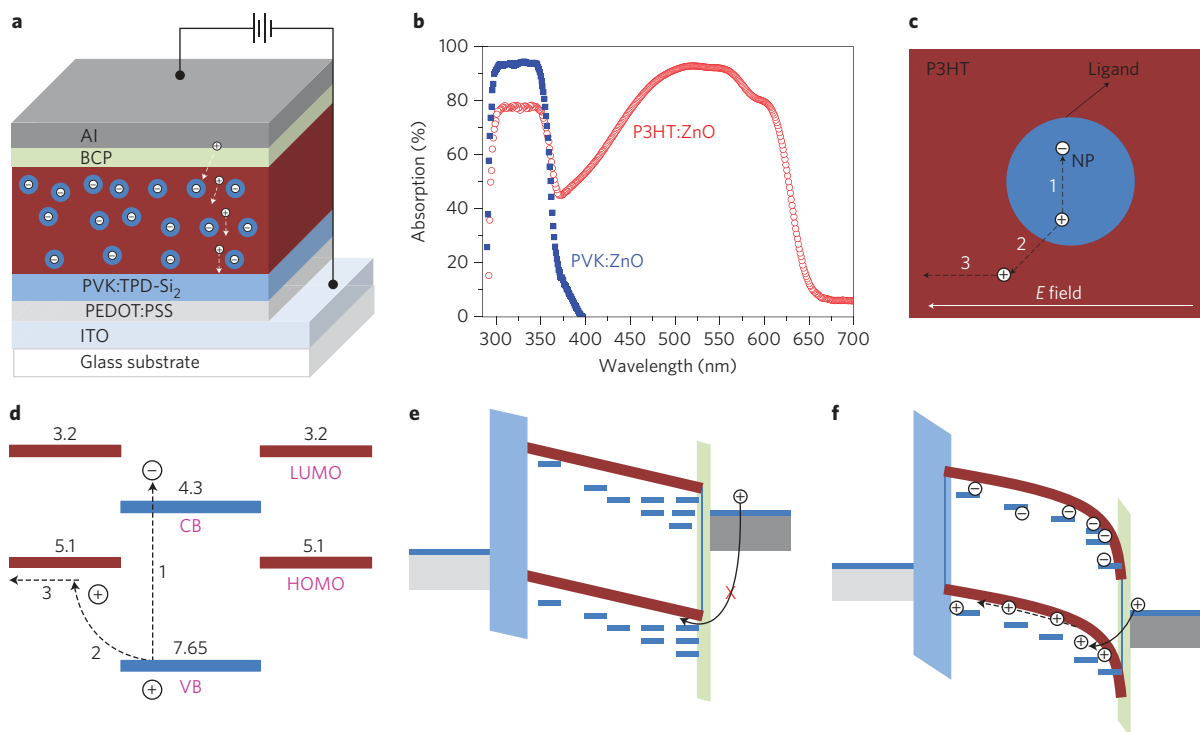 a
Al
BCP
PVK:TPD-Si₂
PEDOT:PSS
ITO
Glass substrate
b
100
80
60
40
20
0
Absorption (%)
P3HT:ZnO
PVK:ZnO
300 350 400 450 500 550 600 650 700
Wavelength (nm)
c
P3HT
Ligand
NP
1
2
3
E field
d
3.2 3.2
LUMO
4.3
CB
5.1 5.1
HOMO
1
3
2
7.65
VB
e
X
f